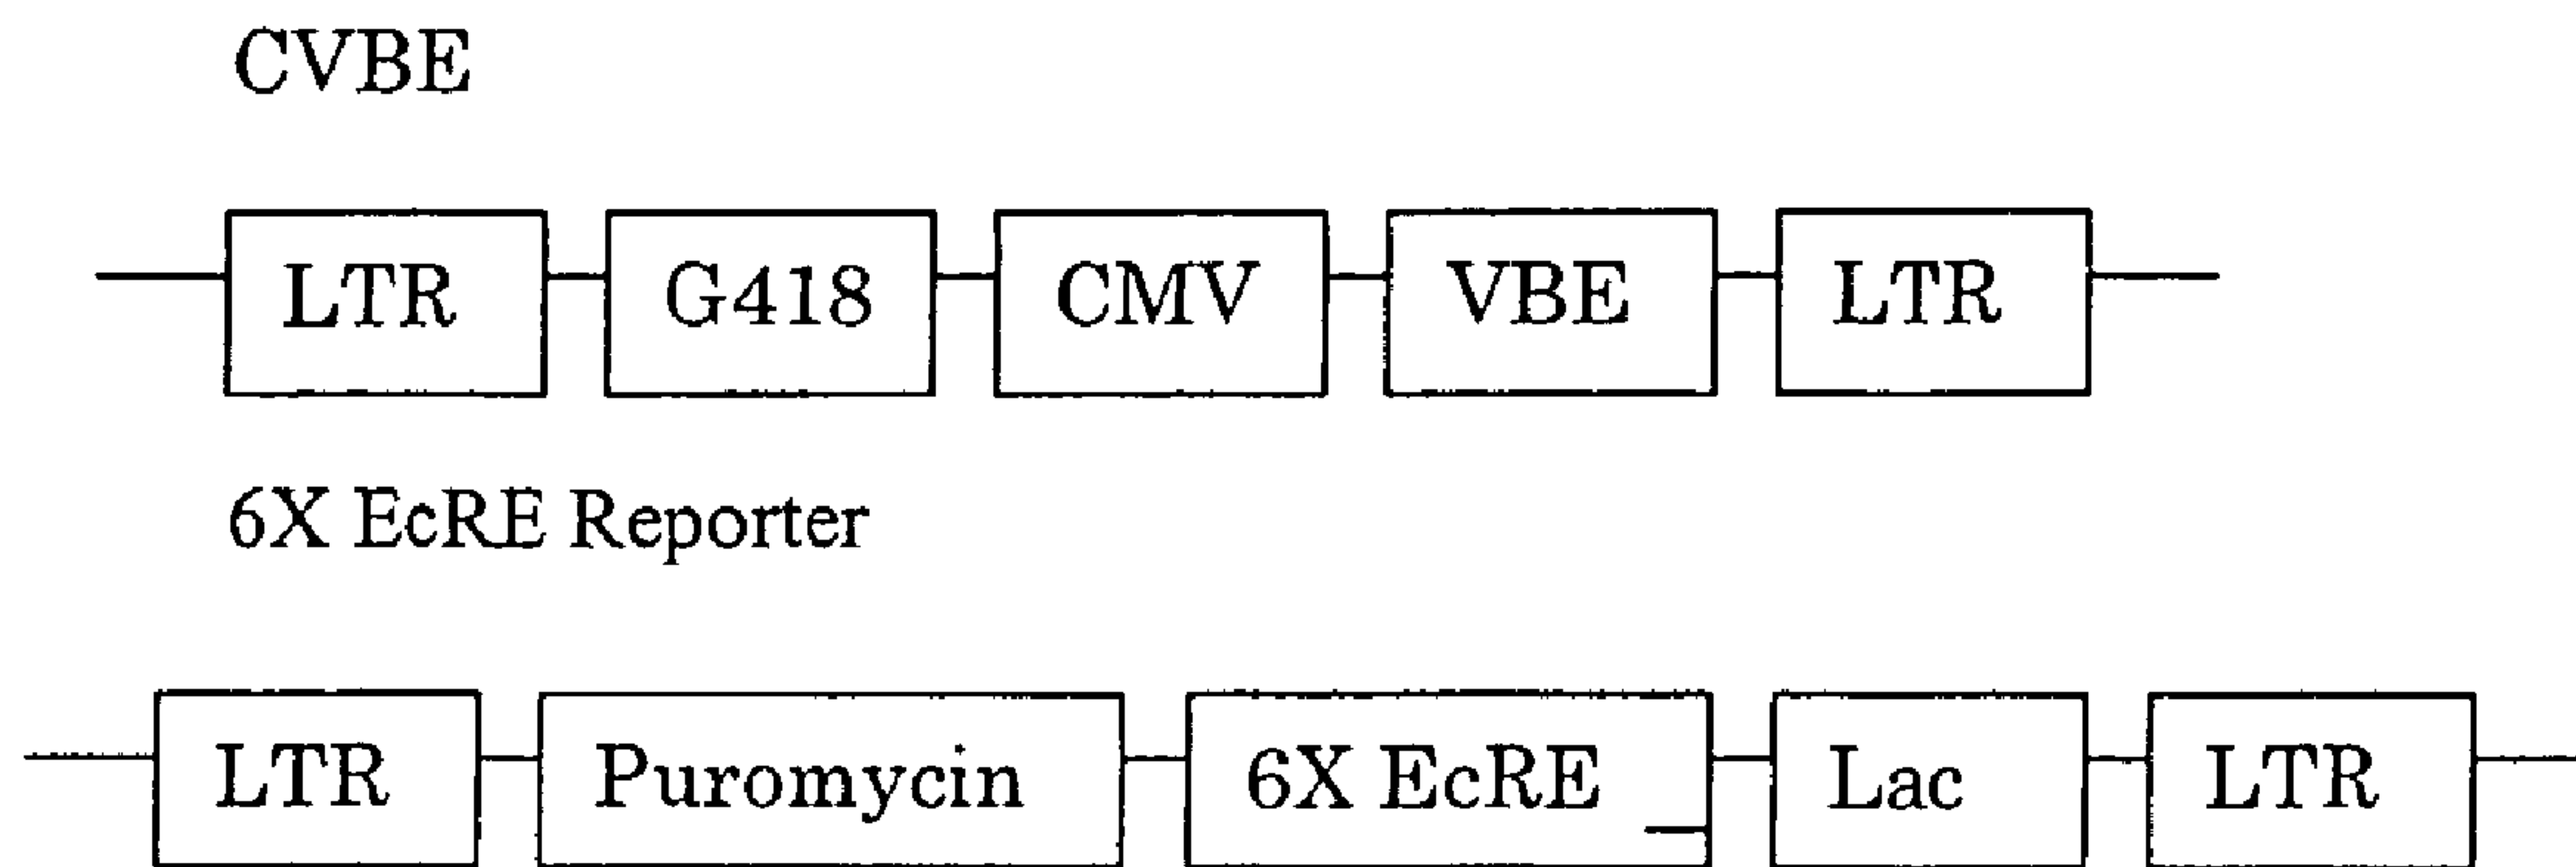 CVBE
LTR G418 CMV VBE LTR
6X EcRE Reporter
LTR Puromycin 6X EcRE Lac LTR